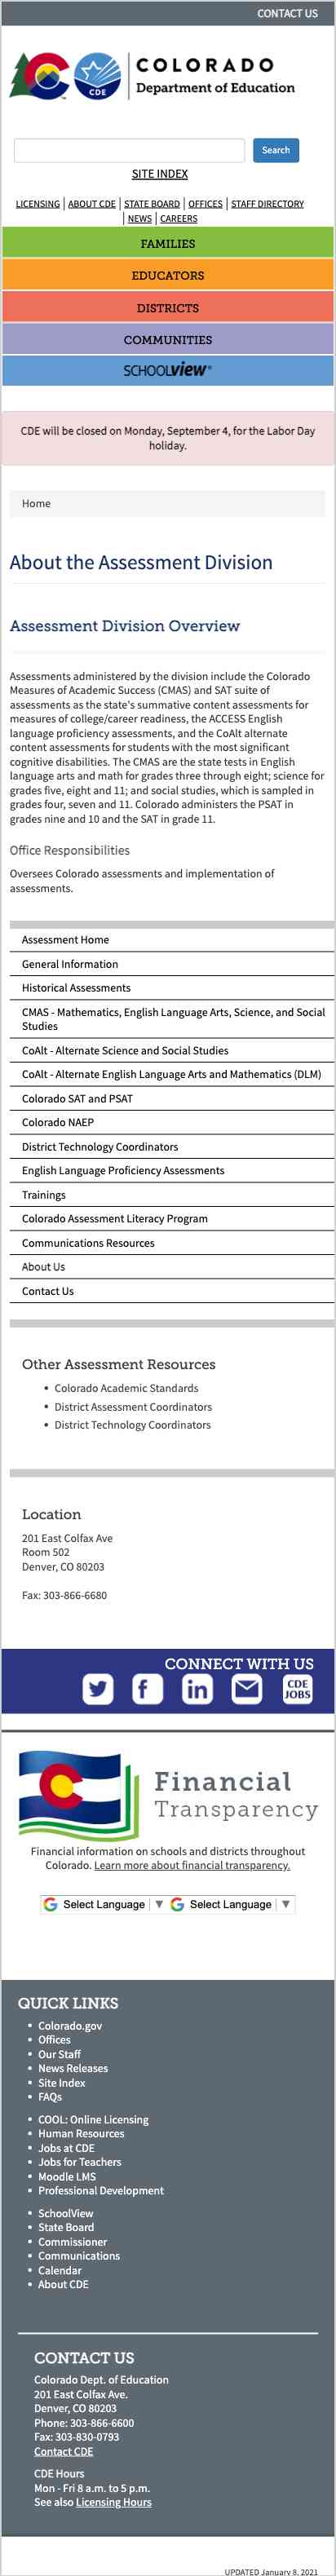 CONTACT US
COLORADO
Department of Education
CDE
Search
SITE INDEX
LICENSING | ABOUT CDE | STATE BOARD | OFFICES | STAFF DIRECTORY
| NEWS | CAREERS
FAMILIES
EDUCATORS
DISTRICTS
COMMUNITIES
SCHOOLVIEW®
CDE will be closed on Monday, September 4, for the Labor Day
holiday.
Home
About the Assessment Division
Assessment Division Overview
Assessments administered by the division include the Colorado
Measures of Academic Success (CMAS) and SAT suite of
assessments as the state's summative content assessments for
measures of college/career readiness, the ACCESS English
language proficiency assessments, and the CoAlt alternate
content assessments for students with the most significant
cognitive disabilities. The CMAS are the state tests in English
language arts and math for grades three through eight; science for
grades five, eight and 11; and social studies, which is sampled in
grades four, seven and 11. Colorado administers the PSAT in
grades nine and 10 and the SAT in grade 11.
Office Responsibilities
Oversees Colorado assessments and implementation of
assessments.
Assessment Home
General Information
Historical Assessments
CMAS - Mathematics, English Language Arts, Science, and Social
Studies
CoAlt - Alternate Science and Social Studies
CoAlt - Alternate English Language Arts and Mathematics (DLM)
Colorado SAT and PSAT
Colorado NAEP
District Technology Coordinators
English Language Proficiency Assessments
Trainings
Colorado Assessment Literacy Program
Communications Resources
About Us
Contact Us
Other Assessment Resources
• Colorado Academic Standards
• District Assessment Coordinators
• District Technology Coordinators
Location
201 East Colfax Ave
Room 502
Denver, CO 80203
Fax: 303-866-6680
CONNECT WITH US
CDE
JOBS
Financial
Transparency
Financial information on schools and districts throughout
Colorado. Learn more about financial transparency.
Select Language | ▼ Select Language | ▼
QUICK LINKS
• Colorado.gov
• Offices
• Our Staff
• News Releases
• Site Index
• FAQs
• COOL: Online Licensing
• Human Resources
• Jobs at CDE
• Jobs for Teachers
• Moodle LMS
• Professional Development
• SchoolView
• State Board
• Commissioner
• Communications
• Calendar
• About CDE
CONTACT US
Colorado Dept. of Education
201 East Colfax Ave.
Denver, CO 80203
Phone: 303-866-6600
Fax: 303-830-0793
Contact CDE
CDE Hours
Mon - Fri 8 a.m. to 5 p.m.
See also Licensing Hours
UPDATED January 8, 2021